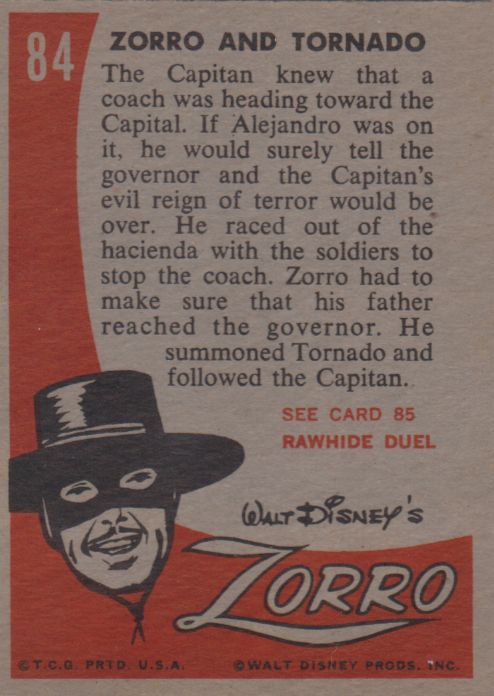 84
ZORRO AND TORNADO
The Capitan knew that a
coach was heading toward the
Capital. If Alejandro was on
it, he would surely tell the
governor and the Capitan's
evil reign of terror would be
over. He raced out of the
hacienda with the soldiers to
stop the coach. Zorro had to
make sure that his father
reached the governor. He
summoned Tornado and
followed the Capitan.
SEE CARD 85
RAWHIDE DUEL
WALT DISNEY'S
ZORRO
©T.C.G. PRTD. U.S.A.
©WALT DISNEY PRODS. INC.